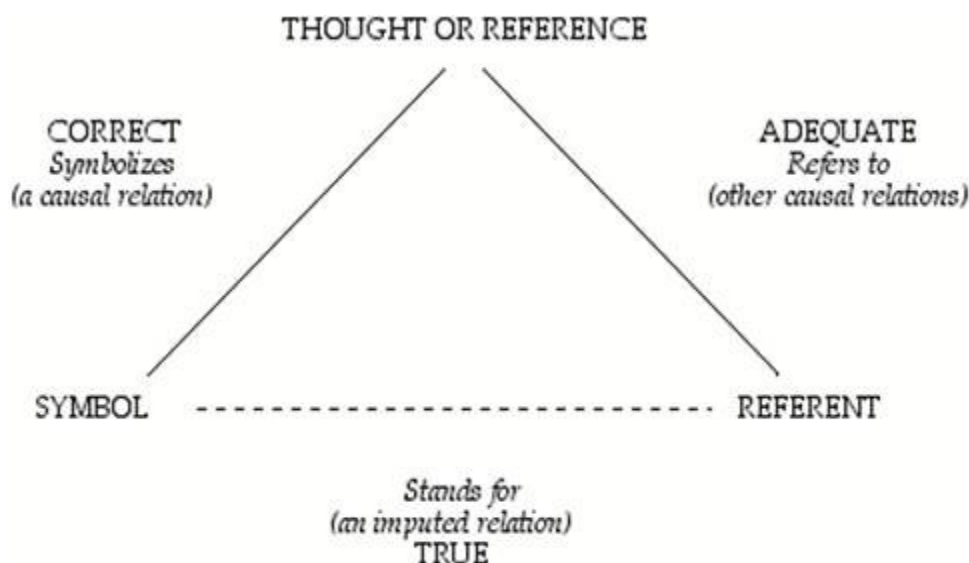 THOUGHT OR REFERENCE
CORRECT
Symbolizes
(a causal relation)
ADEQUATE
Refers to
(other causal relations)
SYMBOL
REFERENT
Stands for
(an imputed relation)
TRUE